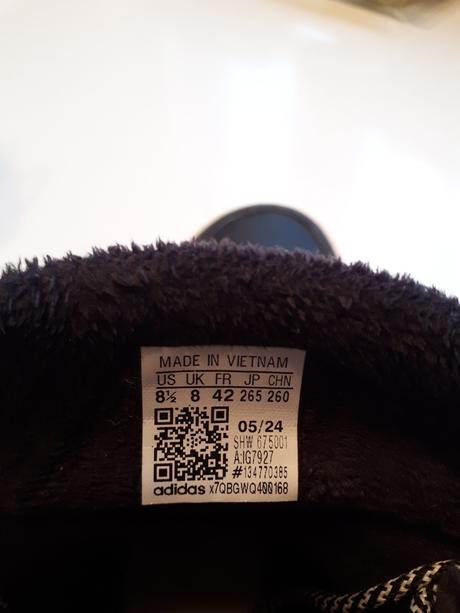 MADE IN VIETNAM
US UK FR JP CHN
8½ 8 42 265 260
05/24
SHW 675001
A:IG7927
#134770385
adidas x7QBGWQ400168